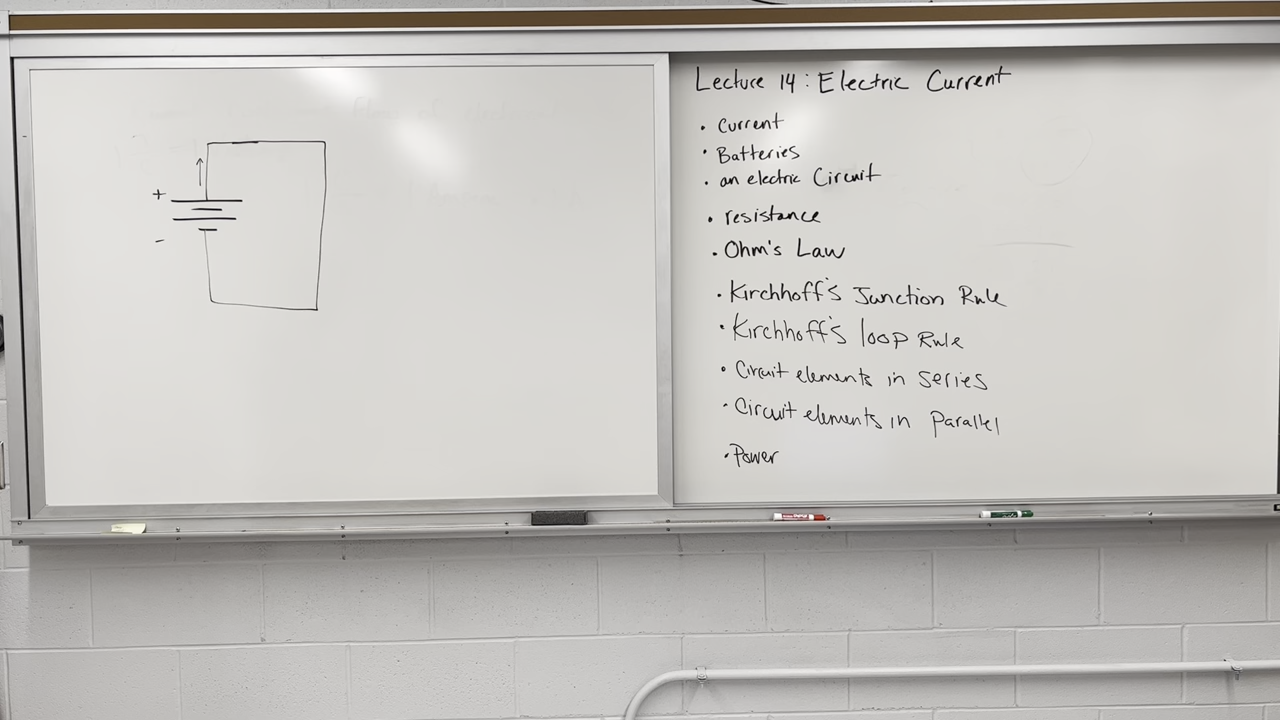 +
-
Lecture 14: Electric Current
• Current
• Batteries
• an electric Circuit
• resistance
• Ohm's Law
• Kirchhoff's Junction Rule
• Kirchhoff's loop Rule
• Circuit elements in Series
• Circuit elements in Parallel
• Power